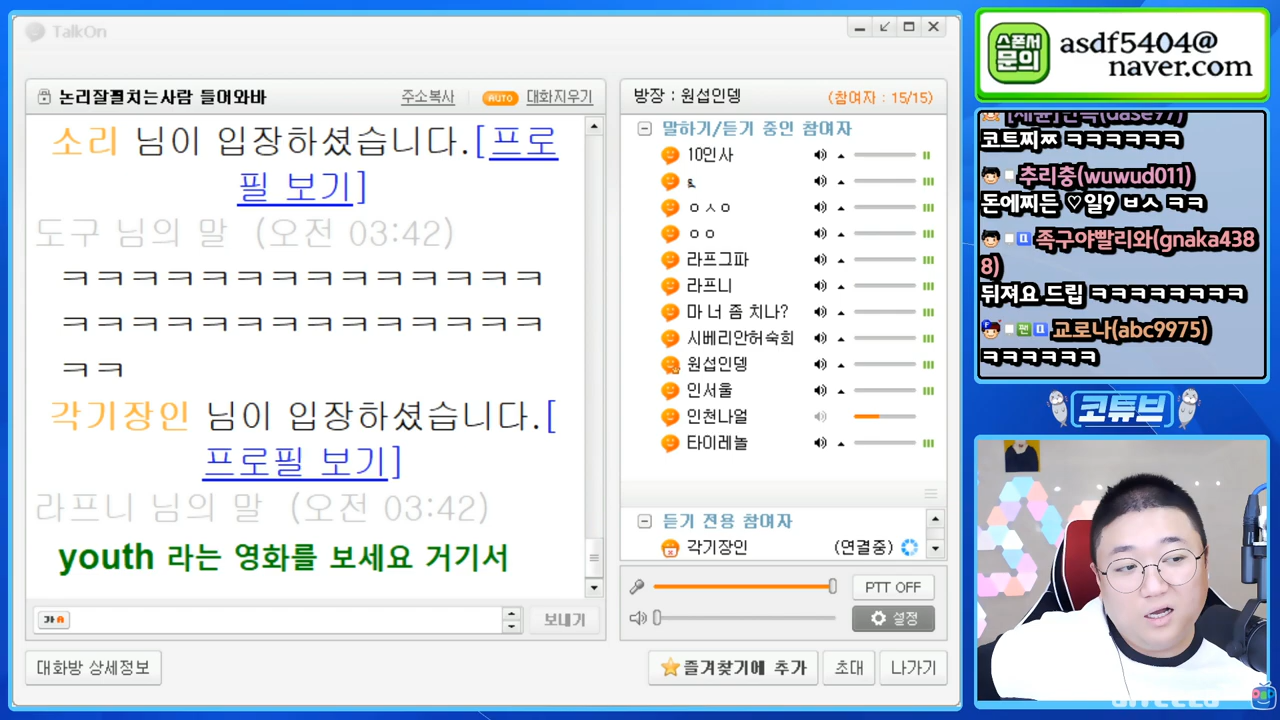 TalkOn
논리잘펼치는사람 들어와바
주소복사
AUTO 대화지우기
소리 님이 입장하셨습니다.[프로
필 보기]
도구 님의 말 (오전 03:42)
ㅋㅋㅋㅋㅋㅋㅋㅋㅋㅋㅋㅋㅋㅋ
ㅋㅋㅋㅋㅋㅋㅋㅋㅋㅋㅋㅋㅋㅋ
ㅋㅋ
각기장인 님이 입장하셨습니다.[
프로필 보기]
라프니 님의 말 (오전 03:42)
youth 라는 영화를 보세요 거기서
가A
보내기
대화방 상세정보
방장 : 원섭인뎅
(참여자 : 15/15)
말하기/듣기 중인 참여자
10인사
ㅇㅅㅇ
ㅇㅇ
라프그파
라프니
마 너 좀 치나?
시베리안허숙희
원섭인뎅
인서울
인천나얼
타이레놀
듣기 전용 참여자
각기장인 (연결중)
PTT OFF
설정
즐겨찾기에 추가
초대
나가기
스폰서
문의
asdf5404@
naver.com
코트찌ㅉ ㅋㅋㅋㅋㅋㅋ
추리충(wuwud011)
돈에찌든 ♡일9 ㅂㅅ ㅋㅋ
족구야빨리와(gnaka438
8)
뒤져요 드립 ㅋㅋㅋㅋㅋㅋㅋㅋ
팬
교로나(abc9975)
ㅋㅋㅋㅋㅋㅋ
코튜브